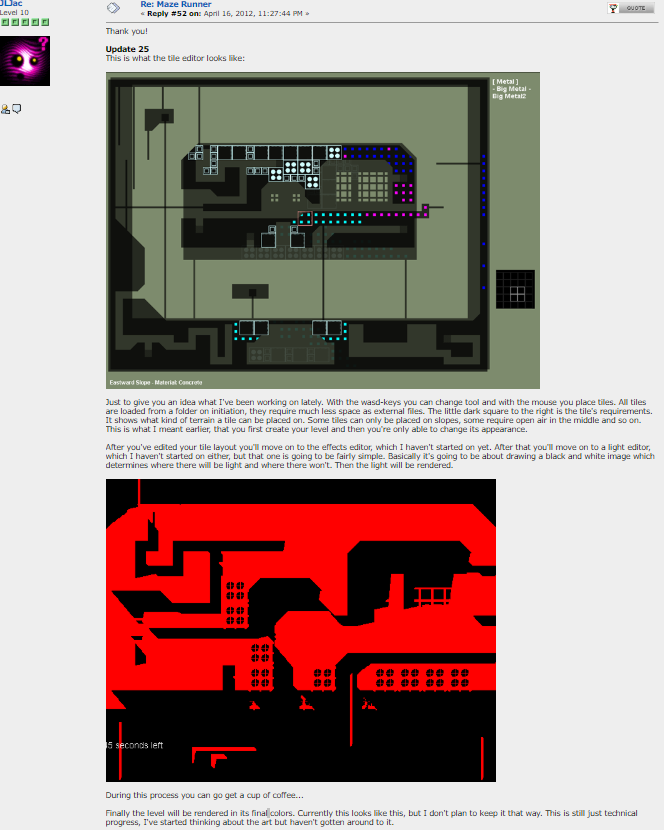 JLJac
Level 10
Re: Maze Runner
« Reply #52 on: April 16, 2012, 11:27:44 PM »
QUOTE
Thank you!
Update 25
This is what the tile editor looks like:
[ Metal ]
- Big Metal -
Big Metal2
Eastward Slope - Material: Concrete
Just to give you an idea what I've been working on lately. With the wasd-keys you can change tool and with the mouse you place tiles. All tiles
are loaded from a folder on initiation, they require much less space as external files. The little dark square to the right is the tile's requirements.
It shows what kind of terrain a tile can be placed on. Some tiles can only be placed on slopes, some require open air in the middle and so on.
This is what I meant earlier, that you first create your level and then you're only able to change its appearance.
After you've edited your tile layout you'll move on to the effects editor, which I haven't started on yet. After that you'll move on to a light editor,
which I haven't started on either, but that one is going to be fairly simple. Basically it's going to be about drawing a black and white image which
determines where there will be light and where there won't. Then the light will be rendered.
35 seconds left
During this process you can go get a cup of coffee...
Finally the level will be rendered in its final colors. Currently this looks like this, but I don't plan to keep it that way. This is still just technical
progress, I've started thinking about the art but haven't gotten around to it.